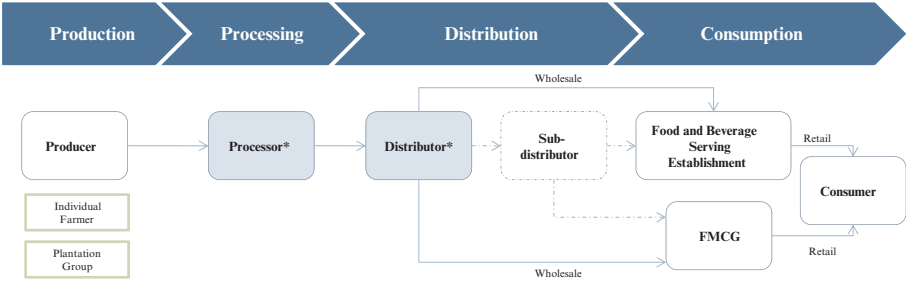 Production
Processing
Distribution
Consumption
Wholesale
Producer
Processor*
Distributor*
Sub-
distributor
Food and Beverage
Serving
Establishment
Retail
Consumer
Individual
Farmer
FMCG
Plantation
Group
Retail
Wholesale